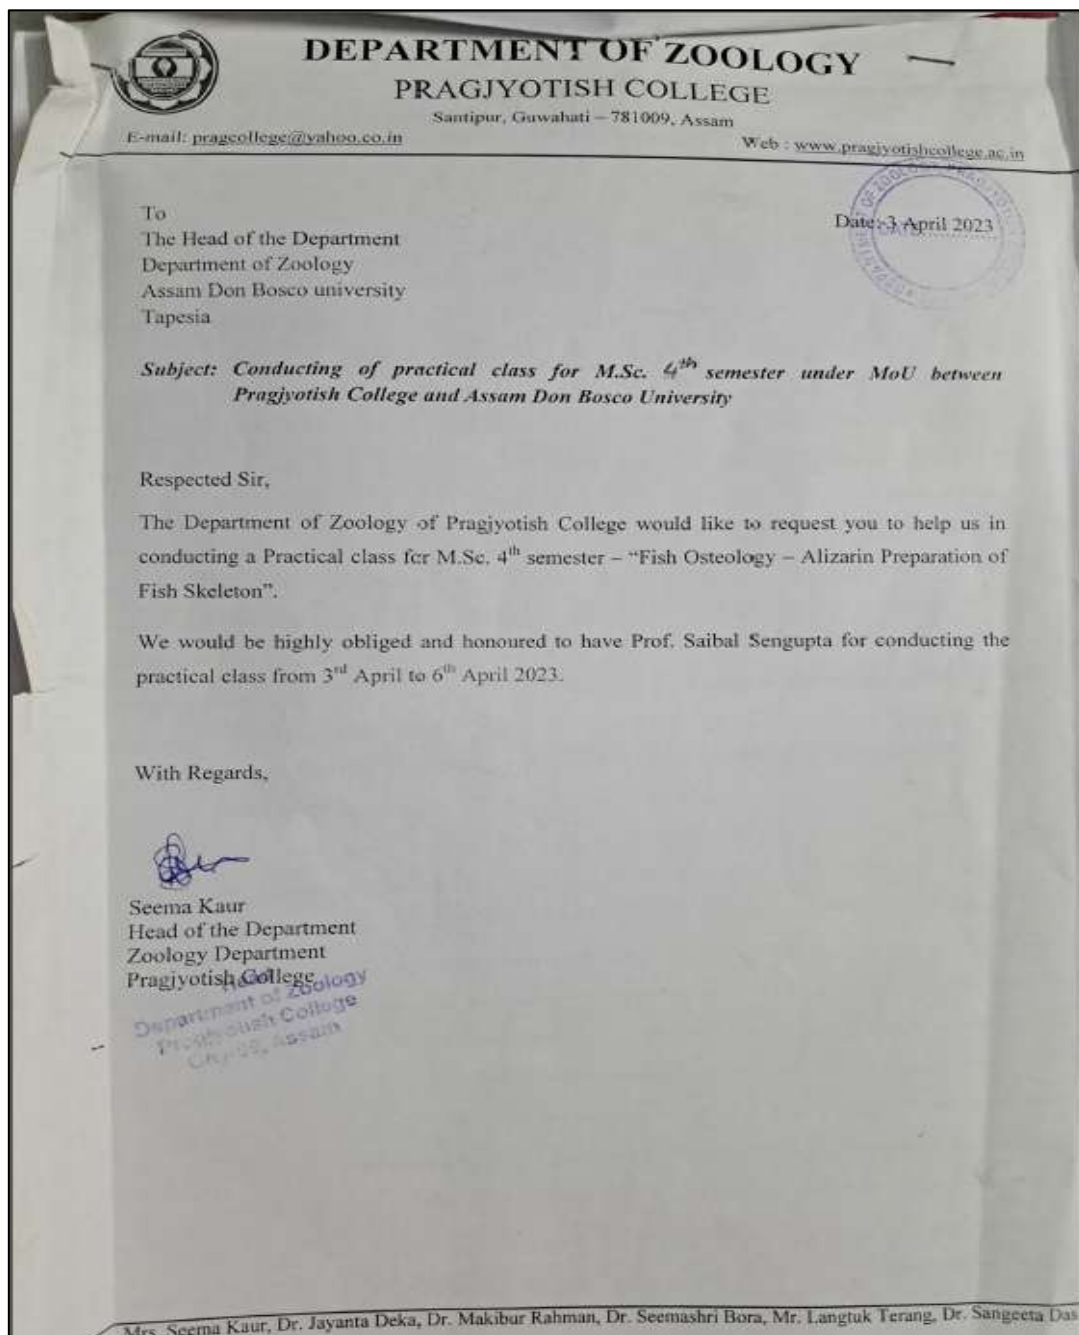 DEPARTMENT OF ZOOLOGY
PRAGJYOTISH COLLEGE
Santipur, Guwahati – 781009, Assam
E-mail: pragcollege@yahoo.co.in
Web : www.pragjyotishcollege.ac.in
To
Date: 3 April 2023
The Head of the Department
Department of Zoology
Assam Don Bosco university
Tapesia
Subject: Conducting of practical class for M.Sc. 4th semester under MoU between
Pragjyotish College and Assam Don Bosco University
Respected Sir,
The Department of Zoology of Pragjyotish College would like to request you to help us in
conducting a Practical class for M.Sc. 4th semester – “Fish Osteology – Alizarin Preparation of
Fish Skeleton”.
We would be highly obliged and honoured to have Prof. Saibal Sengupta for conducting the
practical class from 3rd April to 6th April 2023.
With Regards,
Seema Kaur
Head of the Department
Zoology Department
Pragjyotish College
Head
Department of Zoology
Pragjyotish College
Assam
Mrs. Seema Kaur, Dr. Jayanta Deka, Dr. Makibur Rahman, Dr. Seemashri Bora, Mr. Langtuk Terang, Dr. Sangeeta Das